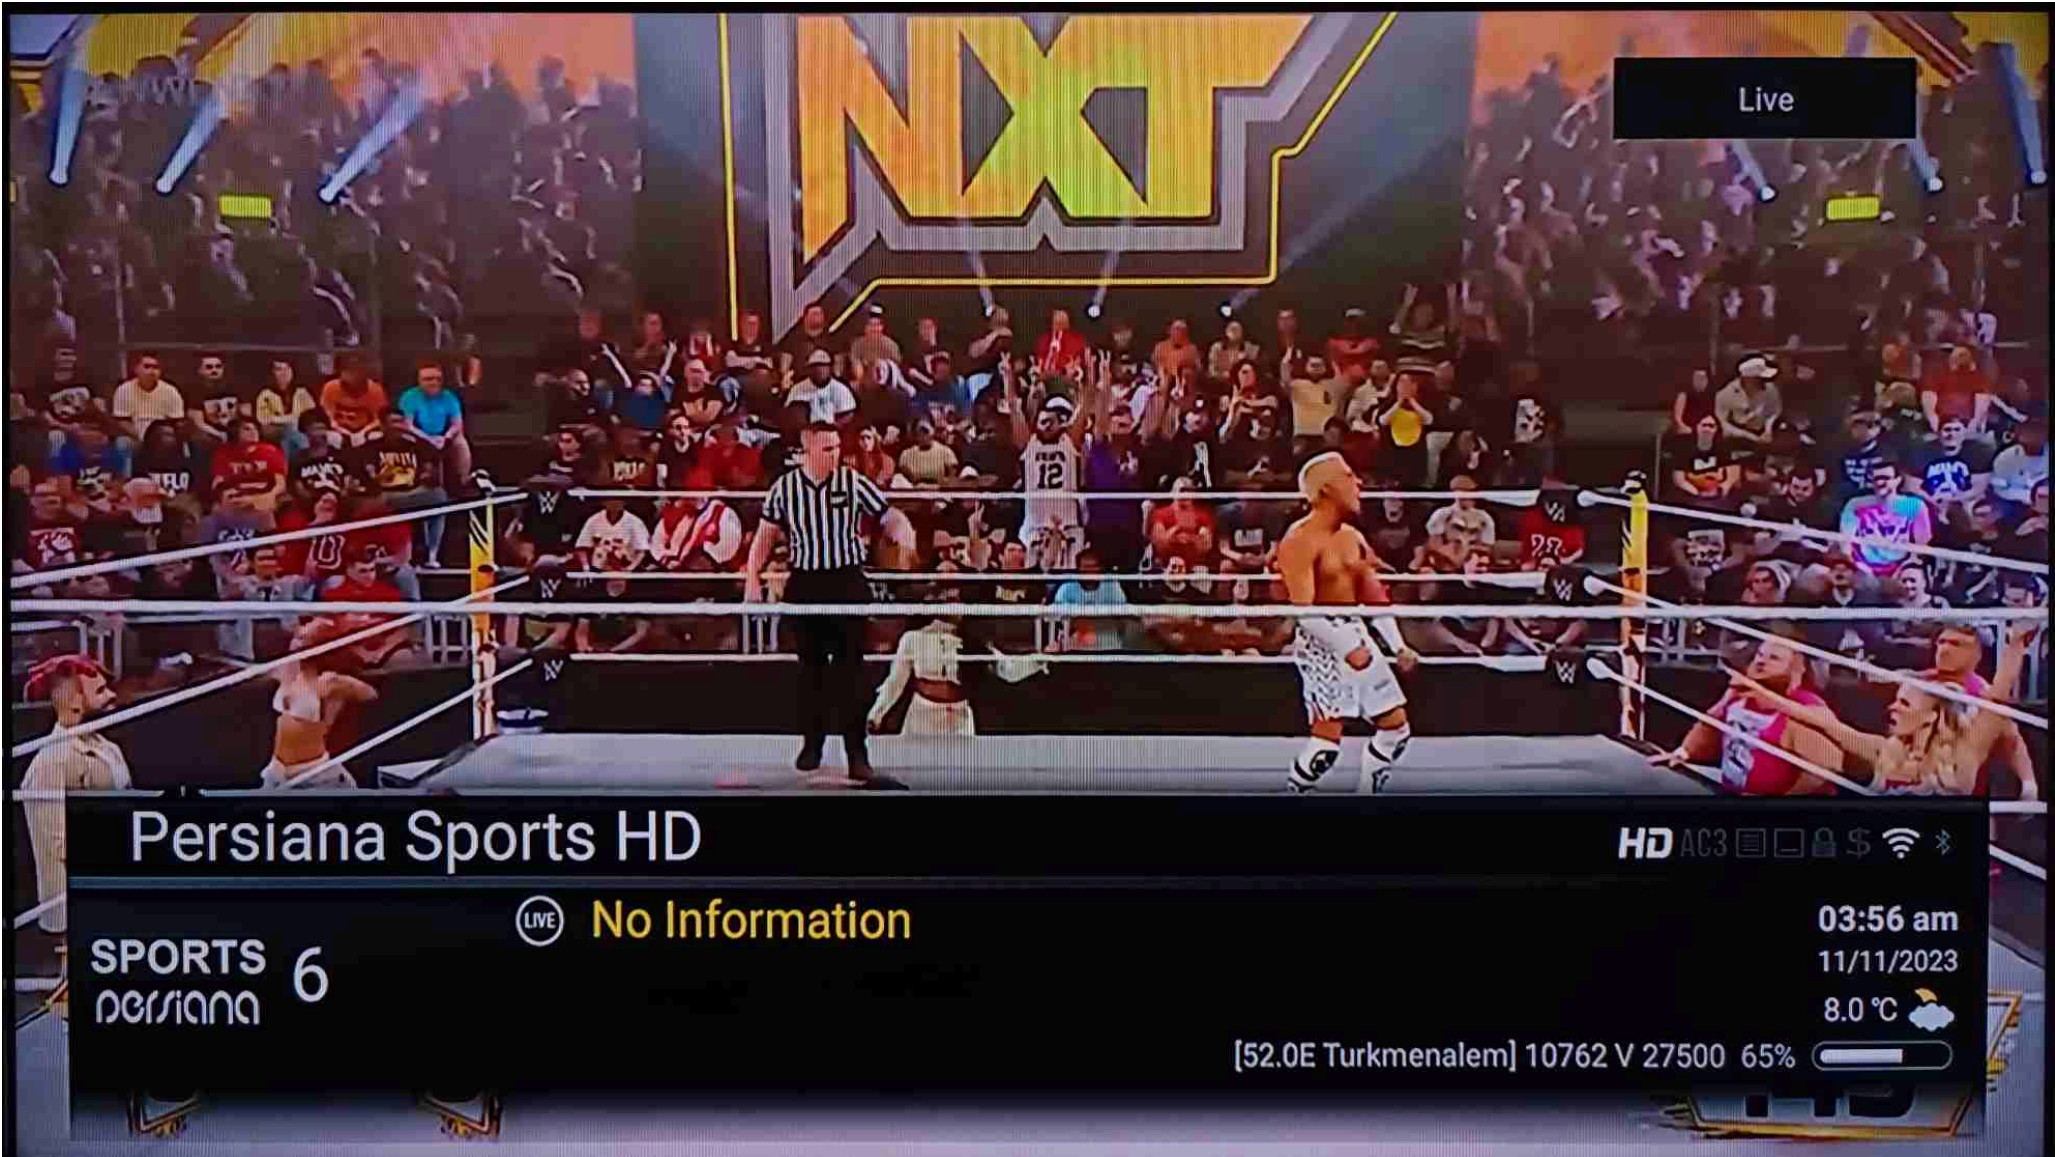 NXT
Live
12
Persiana Sports HD
HD AC3 $
LIVE No Information
03:56 am
SPORTS
persiana
6
11/11/2023
8.0 °C
[52.0E Turkmenalem] 10762 V 27500 65%